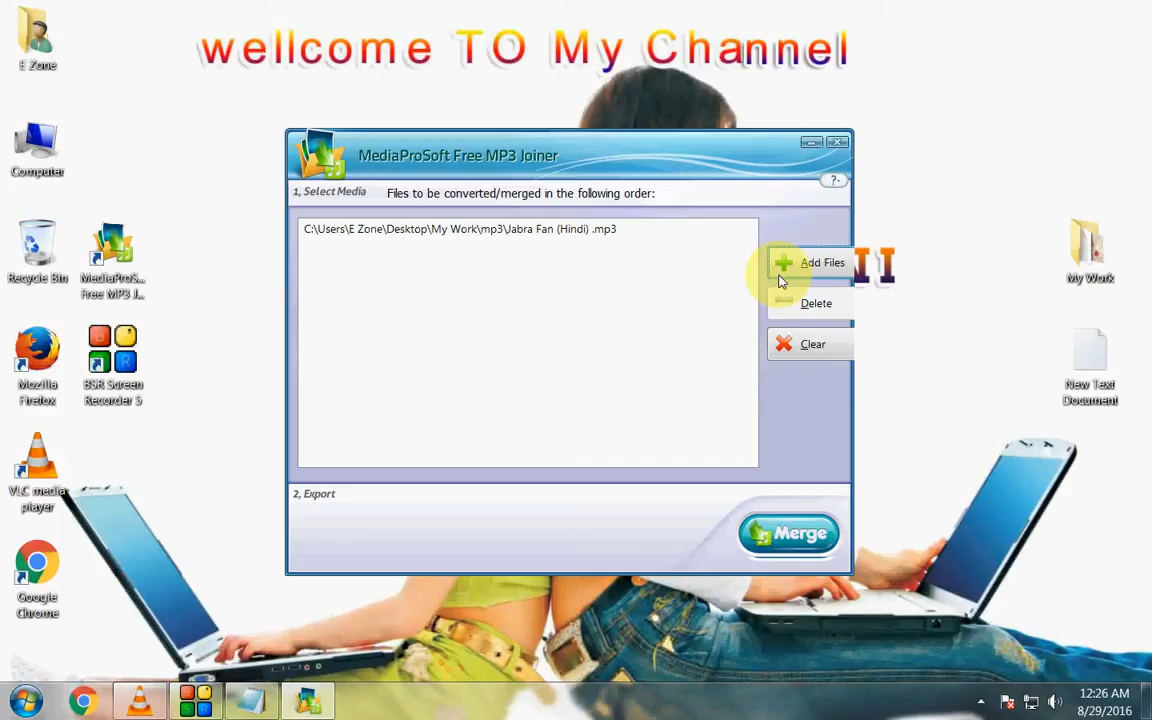 wellcome TO My Channel
E Zone
Computer
Recycle Bin
MediaProS...
Free MP3 J...
Mozilla
Firefox
BSR Screen
Recorder 5
VLC media
player
Google
Chrome
MediaProSoft Free MP3 Joiner
?
1, Select Media
Files to be converted/merged in the following order:
C:\Users\E Zone\Desktop\My Work\mp3\Jabra Fan (Hindi) .mp3
Add Files
Delete
Clear
2, Export
Merge
My Work
New Text
Document
12:26 AM
8/29/2016